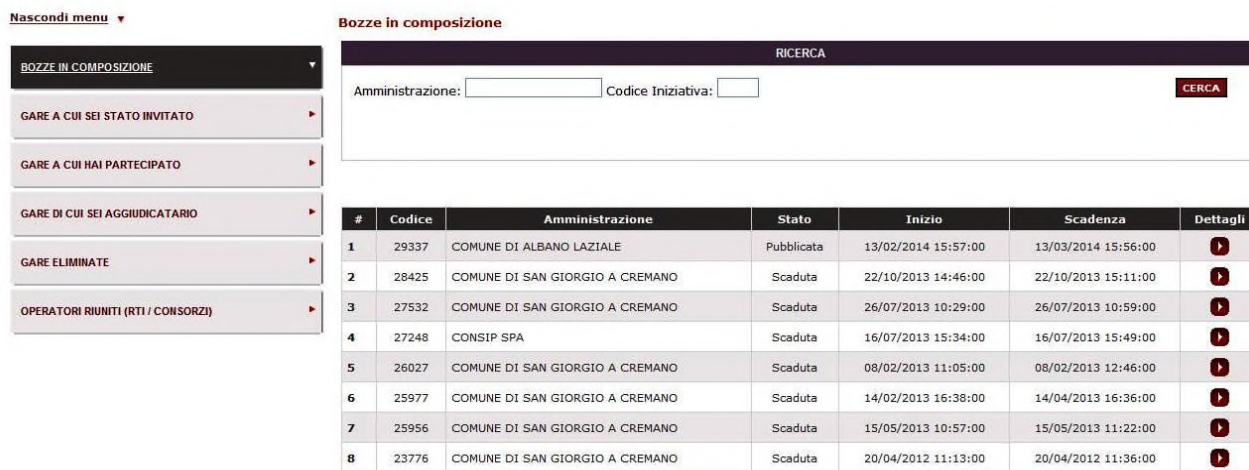 Nascondi menu
BOZZE IN COMPOSIZIONE
GARE A CUI SEI STATO INVITATO
GARE A CUI HAI PARTECIPATO
GARE DI CUI SEI AGGIUDICATARIO
GARE ELIMINATE
OPERATORI RIUNITI (RTI / CONSORZI)
Bozze in composizione
RICERCA
Amministrazione: Codice Iniziativa: CERCA
# Codice Amministrazione Stato Inizio Scadenza Dettagli
1 29337 COMUNE DI ALBANO LAZIALE Pubblicata 13/02/2014 15:57:00 13/03/2014 15:56:00
2 28425 COMUNE DI SAN GIORGIO A CREMANO Scaduta 22/10/2013 14:46:00 22/10/2013 15:11:00
3 27532 COMUNE DI SAN GIORGIO A CREMANO Scaduta 26/07/2013 10:29:00 26/07/2013 10:59:00
4 27248 CONSIP SPA Scaduta 16/07/2013 15:34:00 16/07/2013 15:49:00
5 26027 COMUNE DI SAN GIORGIO A CREMANO Scaduta 08/02/2013 11:05:00 08/02/2013 12:46:00
6 25977 COMUNE DI SAN GIORGIO A CREMANO Scaduta 14/02/2013 16:38:00 14/04/2013 16:36:00
7 25956 COMUNE DI SAN GIORGIO A CREMANO Scaduta 15/05/2013 10:57:00 15/05/2013 11:22:00
8 23776 COMUNE DI SAN GIORGIO A CREMANO Scaduta 20/04/2012 11:13:00 20/04/2012 11:36:00